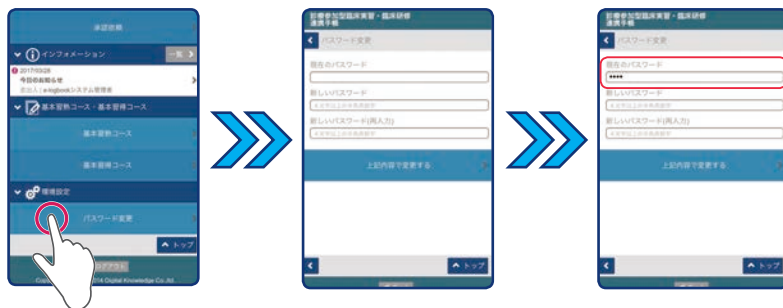 承認依頼
インフォメーション
一覧
2017/03/28
今日のお知らせ
差出人 : e-logbookシステム管理者
基本習熟コース・基本習得コース
基本習熟コース
基本習得コース
環境設定
パスワード変更
トップ
ログアウト
診療参加型臨床実習・臨床研修
連携手帳
パスワード変更
現在のパスワード
新しいパスワード
新しいパスワード(再入力)
上記内容で変更する
トップ
診療参加型臨床実習・臨床研修
連携手帳
パスワード変更
現在のパスワード
••••
新しいパスワード
新しいパスワード(再入力)
上記内容で変更する
トップ